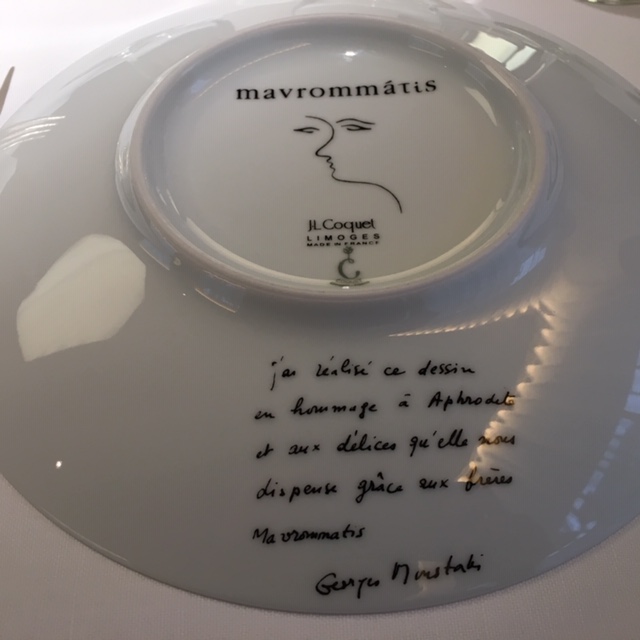 mavrommátis
JL Coquet
LIMOGES
MADE IN FRANCE
C
j'ai réalisé ce dessin
en hommage à Aphrodite
et aux délices qu'elle nous
dispense grâce aux frères
Mavrommatis
Georges Moustaki